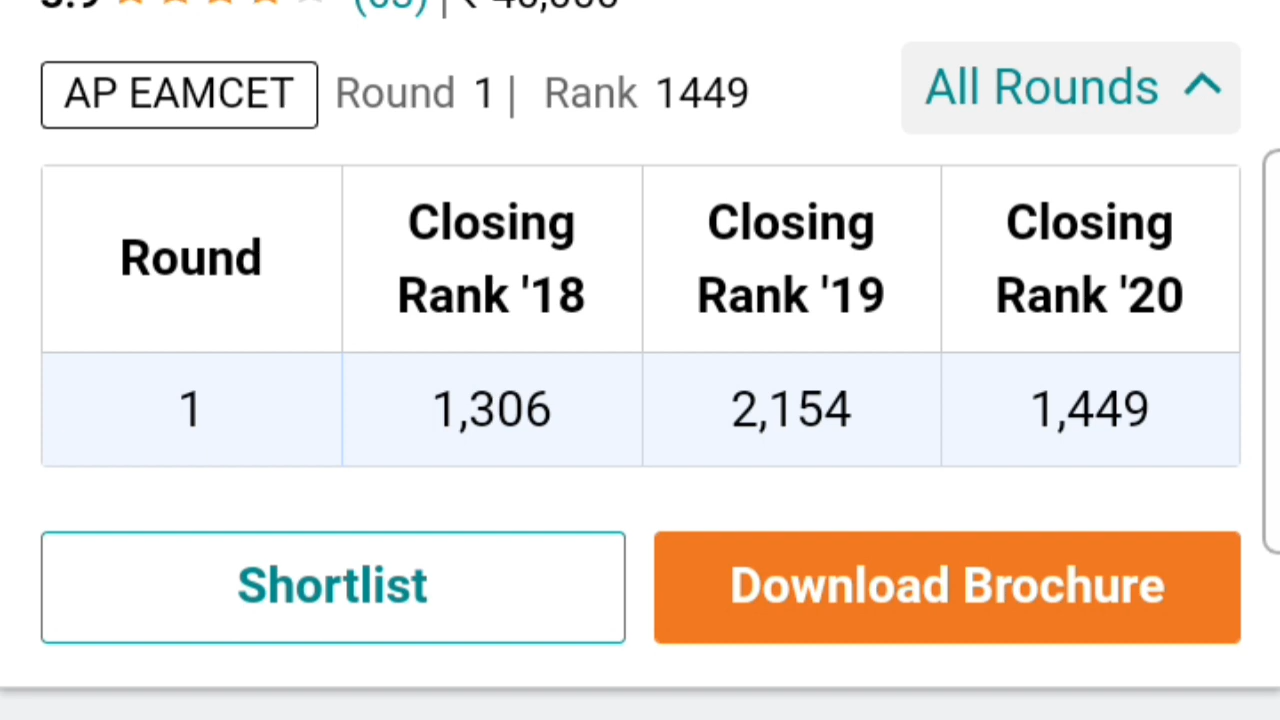 AP EAMCET Round 1 | Rank 1449 All Rounds
Round Closing Rank '18 Closing Rank '19 Closing Rank '20
1 1,306 2,154 1,449
Shortlist Download Brochure